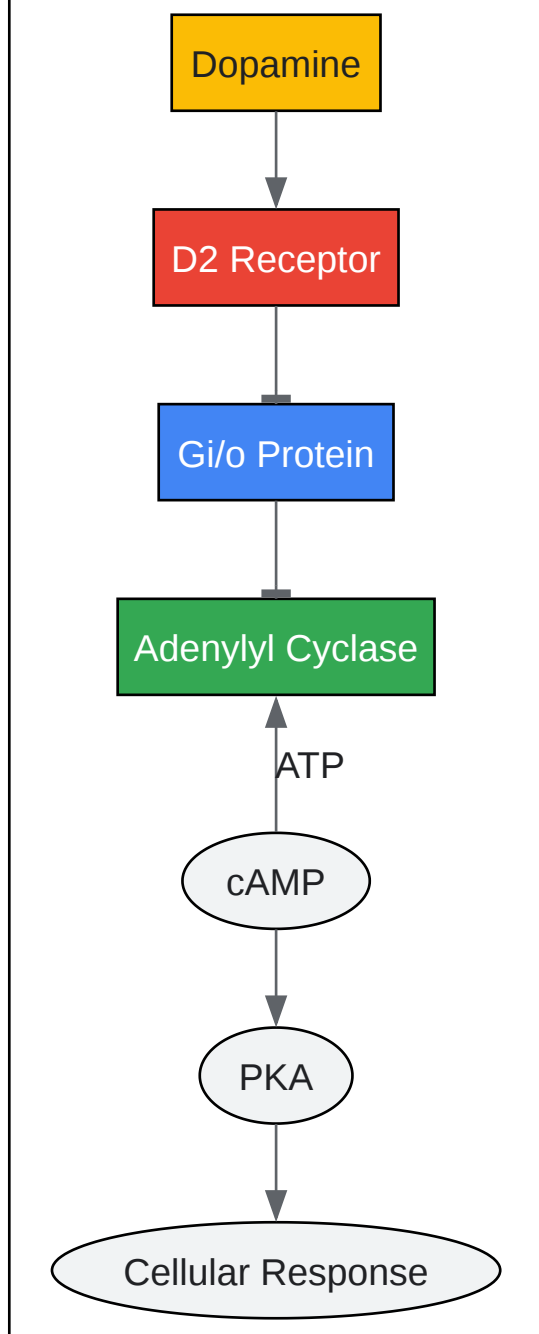 Dopamine
D2 Receptor
Gi/o Protein
Adenylyl Cyclase
ATP
cAMP
PKA
Cellular Response